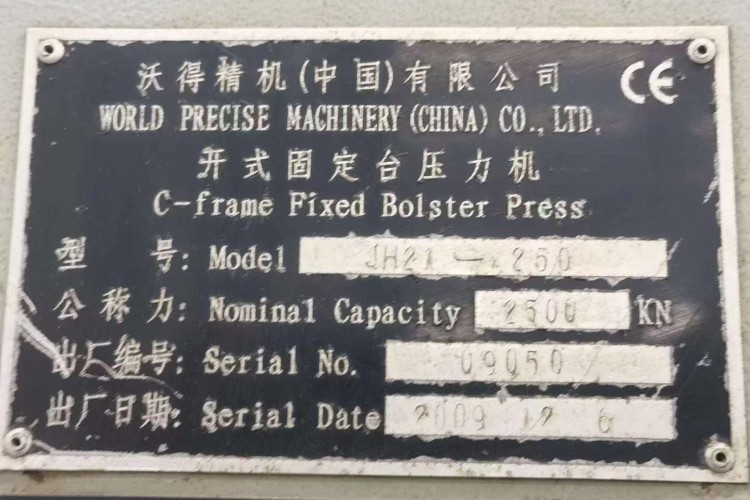 沃得精机(中国)有限公司 CE
WORLD PRECISE MACHINERY (CHINA) CO., LTD.
开式固定台压力机
C-frame Fixed Bolster Press
型 号: Model JH21-250
公称力: Nominal Capacity 2500 KN
出厂编号: Serial No. 09050
出厂日期: Serial Date 2009 12 6